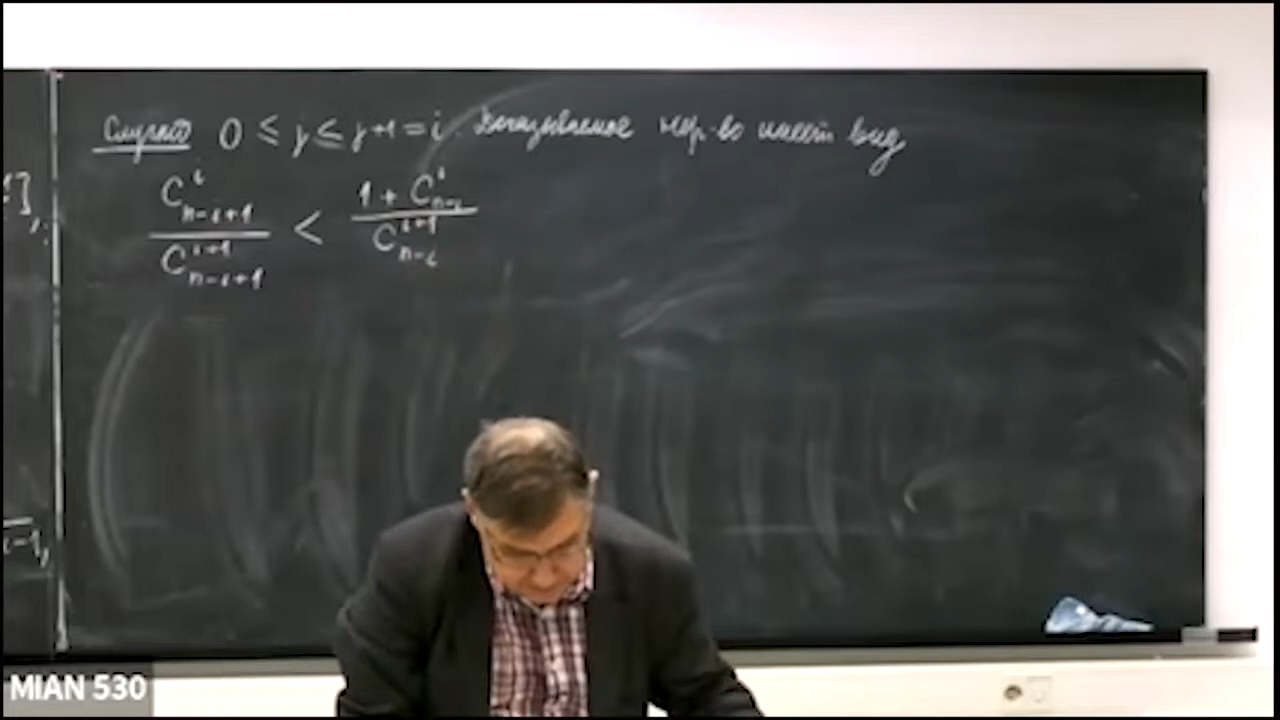 Случай 0 ≤ j ≤ j+1 = i. Доказываемое нер-во имеет вид
C^i_{n-i+1} / C^{i+1}_{n-i+1} < (1 + C^i_{n-i}) / C^{i+1}_{n-i}
MIAN 530